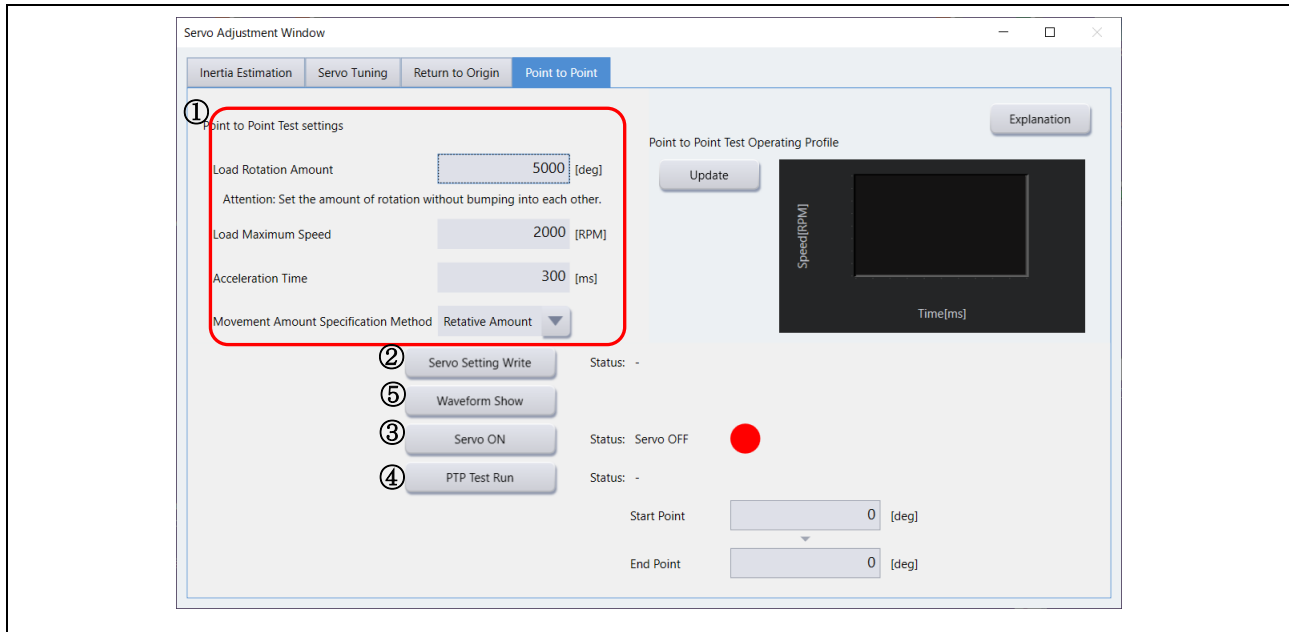 Servo Adjustment Window
Inertia Estimation Servo Tuning Return to Origin Point to Point
①
Point to Point Test settings
Explanation
Point to Point Test Operating Profile
Load Rotation Amount 5000 [deg]
Update
Attention: Set the amount of rotation without bumping into each other.
Load Maximum Speed 2000 [RPM]
Speed[RPM]
Acceleration Time 300 [ms]
Time[ms]
Movement Amount Specification Method Retative Amount
② Servo Setting Write Status: -
⑤ Waveform Show
③ Servo ON Status: Servo OFF
④ PTP Test Run Status: -
Start Point 0 [deg]
End Point 0 [deg]